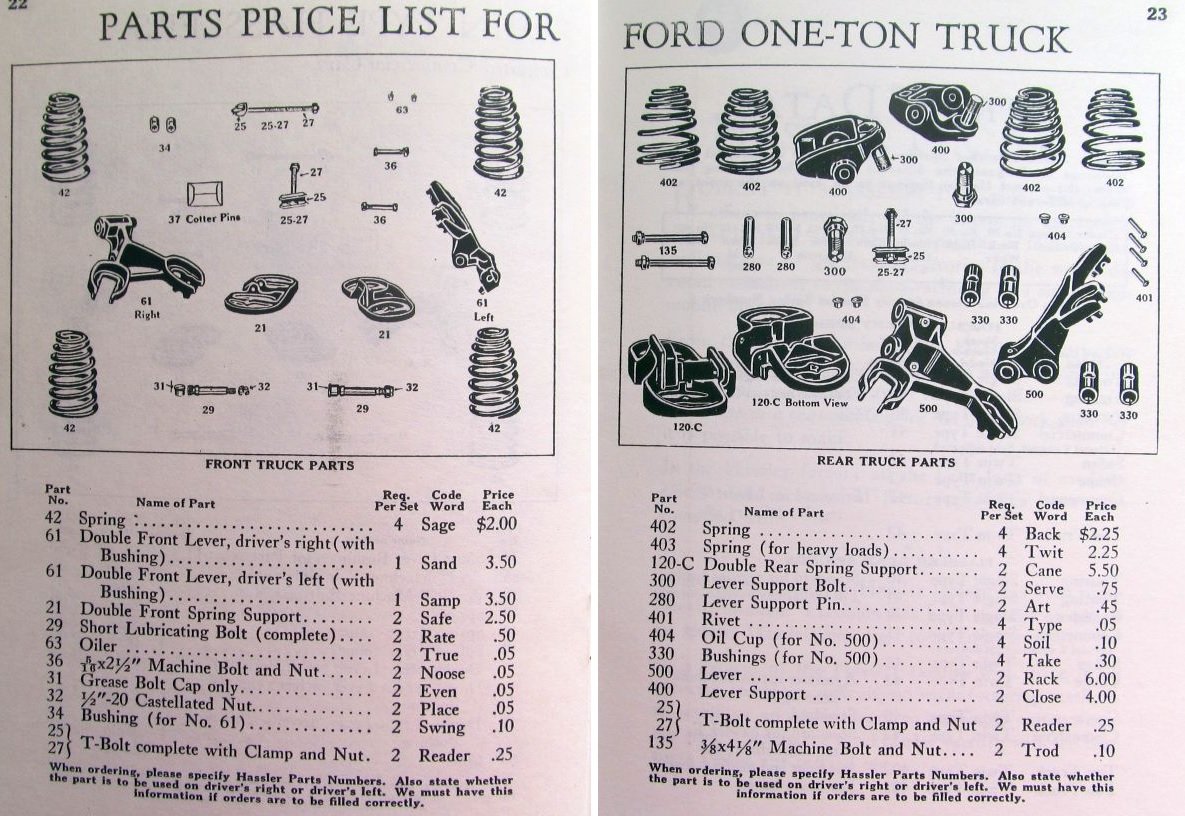 22
PARTS PRICE LIST FOR
42
34
25 25-27 27
63
42
36
37 Cotter Pins
27
25
25-27
36
61
Right
21
21
61
Left
42
31 32
29
31 32
29
42
FRONT TRUCK PARTS
Part No. Name of Part Req. Per Set Code Word Price Each
42 Spring 4 Sage $2.00
61 Double Front Lever, driver's right (with
Bushing) 1 Sand 3.50
61 Double Front Lever, driver's left (with
Bushing) 1 Samp 3.50
21 Double Front Spring Support 2 Safe 2.50
29 Short Lubricating Bolt (complete) 2 Rate .50
63 Oiler 2 True .05
36 5/16x2½" Machine Bolt and Nut 2 Noose .05
31 Grease Bolt Cap only 2 Even .05
32 ½"-20 Castellated Nut 2 Place .05
34 Bushing (for No. 61) 2 Swing .10
25}
27} T-Bolt complete with Clamp and Nut. 2 Reader .25
When ordering, please specify Hassler Parts Numbers. Also state whether
the part is to be used on driver's right or driver's left. We must have this
information if orders are to be filled correctly.
23
FORD ONE-TON TRUCK
402
402
400
300
400
300
300
402
402
135
280
280
300
27
25
25-27
404
401
404
330
330
120-C
120-C Bottom View
500
500
330
330
REAR TRUCK PARTS
Part No. Name of Part Req. Per Set Code Word Price Each
402 Spring 4 Back $2.25
403 Spring (for heavy loads) 4 Twit 2.25
120-C Double Rear Spring Support 2 Cane 5.50
300 Lever Support Bolt 2 Serve .75
280 Lever Support Pin 2 Art .45
401 Rivet 4 Type .05
404 Oil Cup (for No. 500) 4 Soil .10
330 Bushings (for No. 500) 4 Take .30
500 Lever 2 Rack 6.00
400 Lever Support 2 Close 4.00
25}
27} T-Bolt complete with Clamp and Nut 2 Reader .25
135 ⅜x4⅛" Machine Bolt and Nut 2 Trod .10
When ordering, please specify Hassler Parts Numbers. Also state whether
the part is to be used on driver's right or driver's left. We must have this
information if orders are to be filled correctly.